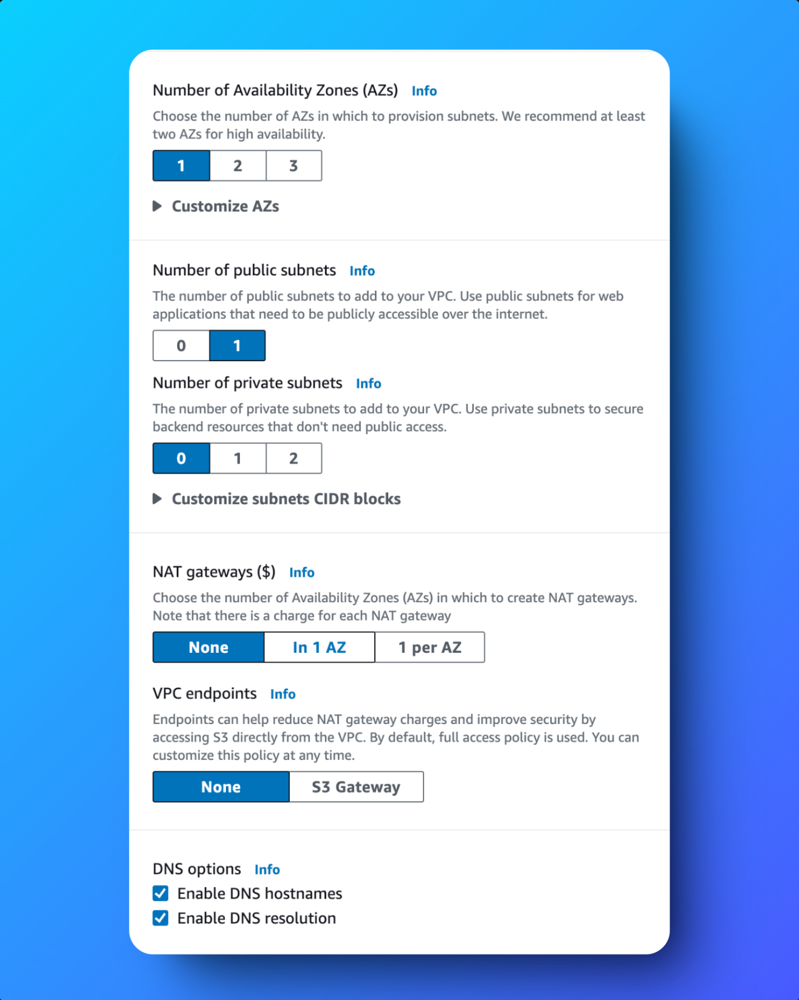 Number of Availability Zones (AZs) Info
Choose the number of AZs in which to provision subnets. We recommend at least
two AZs for high availability.
1 2 3
Customize AZs
Number of public subnets Info
The number of public subnets to add to your VPC. Use public subnets for web
applications that need to be publicly accessible over the internet.
0 1
Number of private subnets Info
The number of private subnets to add to your VPC. Use private subnets to secure
backend resources that don't need public access.
0 1 2
Customize subnets CIDR blocks
NAT gateways ($) Info
Choose the number of Availability Zones (AZs) in which to create NAT gateways.
Note that there is a charge for each NAT gateway
None In 1 AZ 1 per AZ
VPC endpoints Info
Endpoints can help reduce NAT gateway charges and improve security by
accessing S3 directly from the VPC. By default, full access policy is used. You can
customize this policy at any time.
None S3 Gateway
DNS options Info
Enable DNS hostnames
Enable DNS resolution